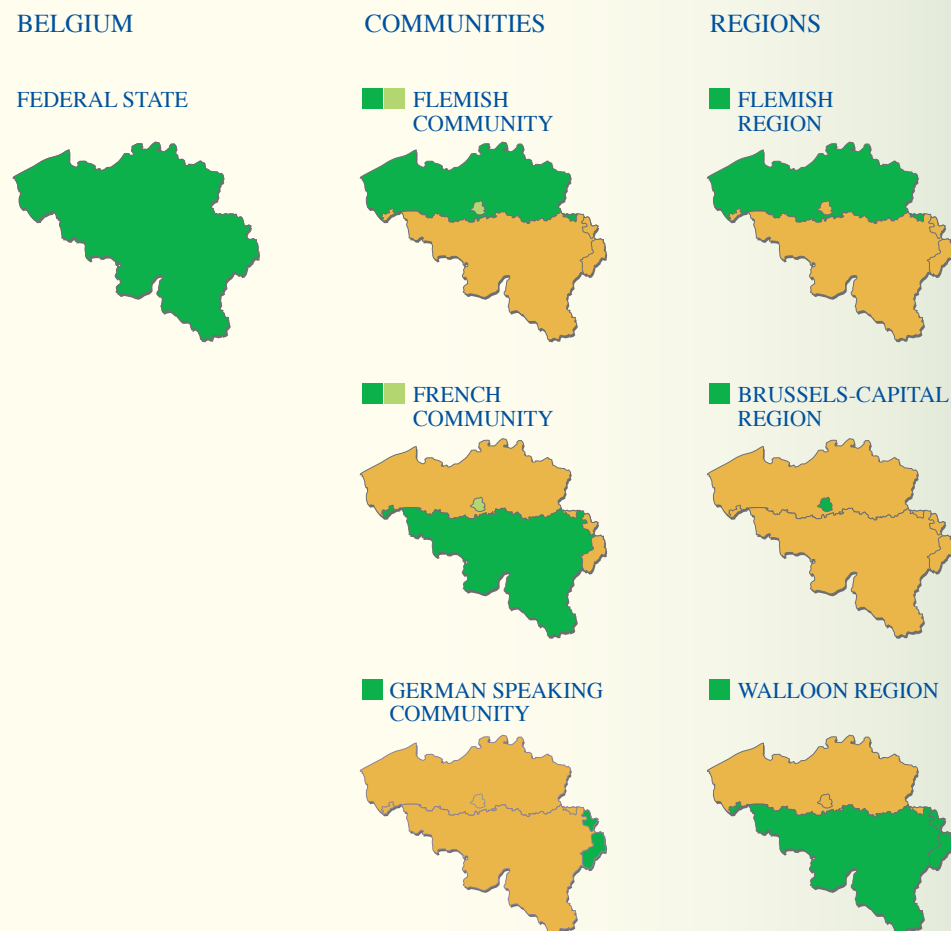 BELGIUM
COMMUNITIES
REGIONS
FEDERAL STATE
FLEMISH
COMMUNITY
FLEMISH
REGION
FRENCH
COMMUNITY
BRUSSELS-CAPITAL
REGION
GERMAN SPEAKING
COMMUNITY
WALLOON REGION